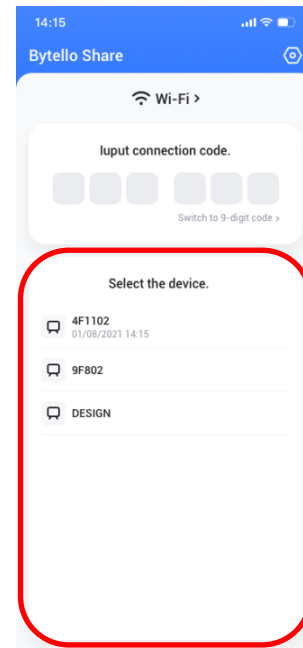 14:15
Bytello Share
Wi-Fi >
Iuput connection code.
Switch to 9-digit code >
Select the device.
4F1102
01/08/2021 14:15
9F802
DESIGN